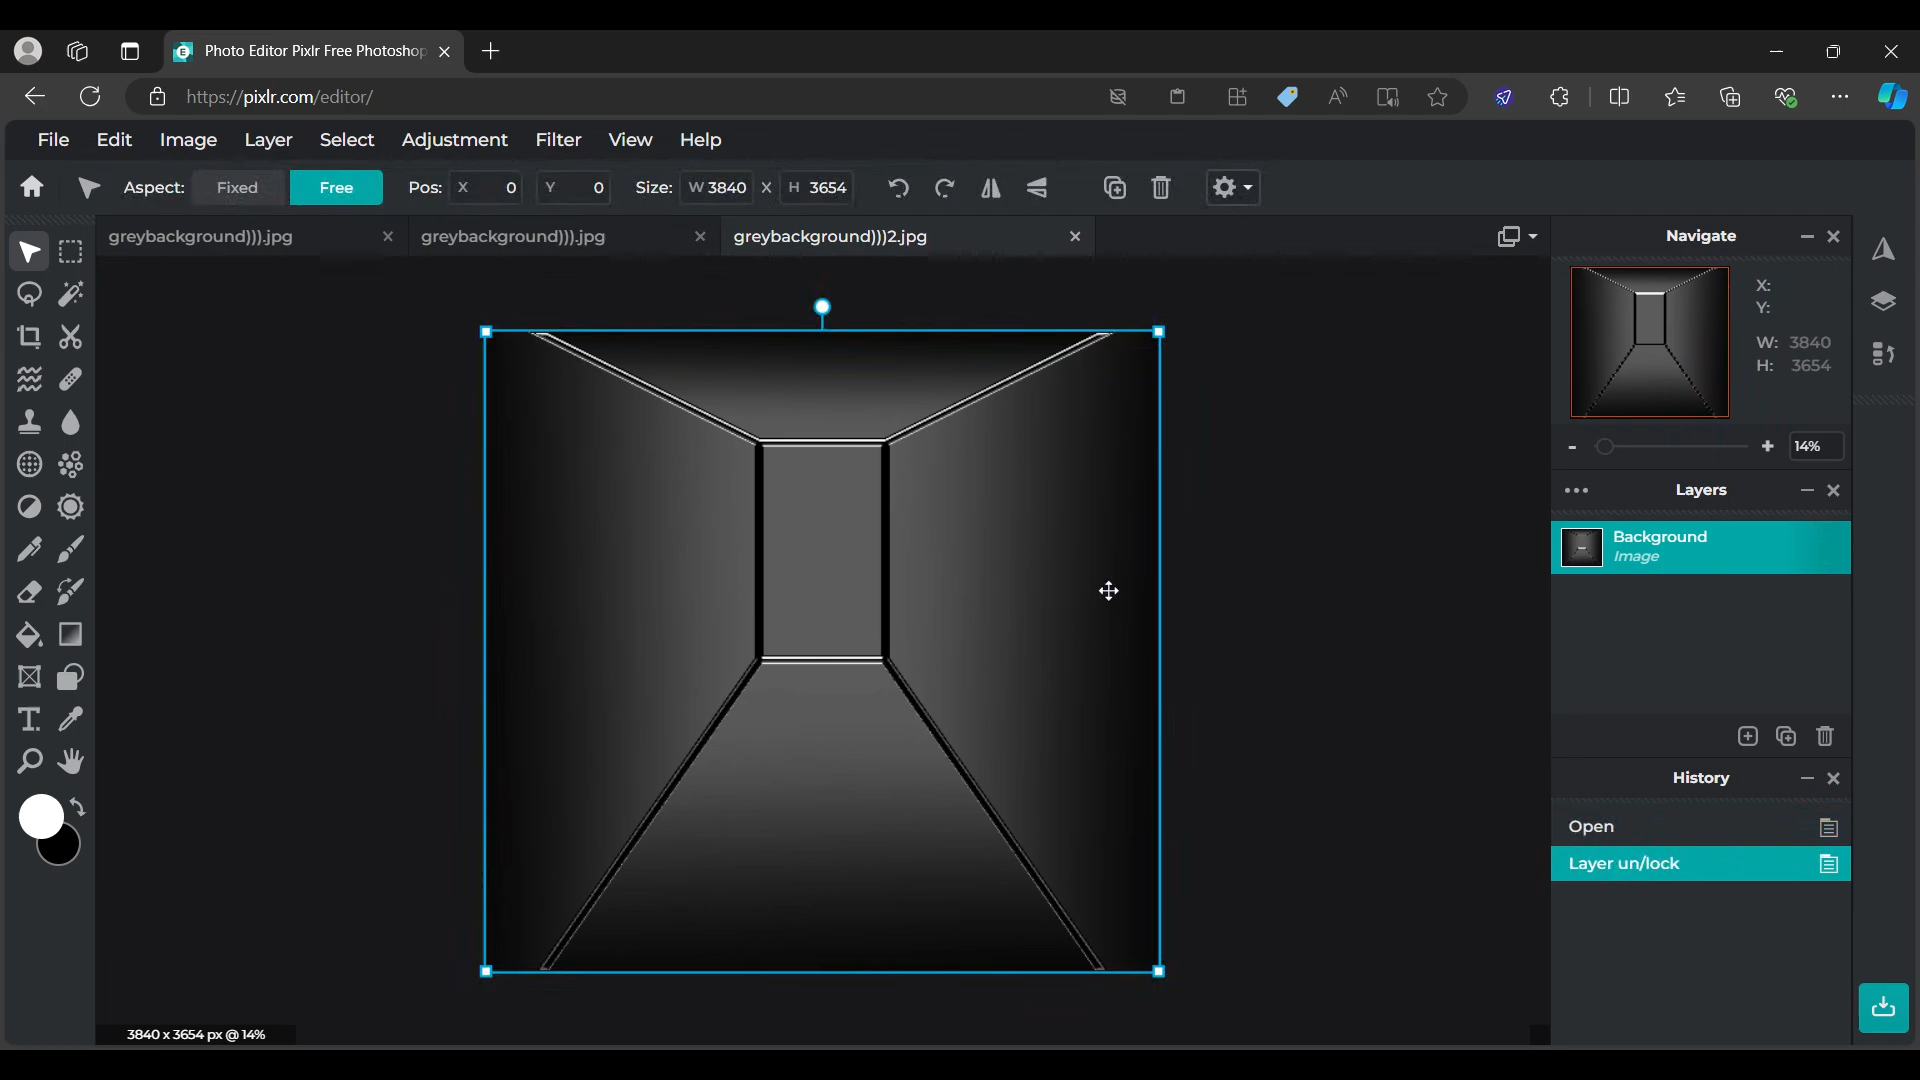 Photo Editor Pixlr Free Photoshop
https://pixlr.com/editor/
File Edit Image Layer Select Adjustment Filter View Help
Aspect: Fixed Free Pos: X 0 Y 0 Size: W 3840 X H 3654
greybackground))).jpg greybackground))).jpg greybackground)))2.jpg
Navigate
X:
Y:
W: 3840
H: 3654
- + 14%
Layers
Background
Image
History
Open
Layer un/lock
3840 x 3654 px @ 14%